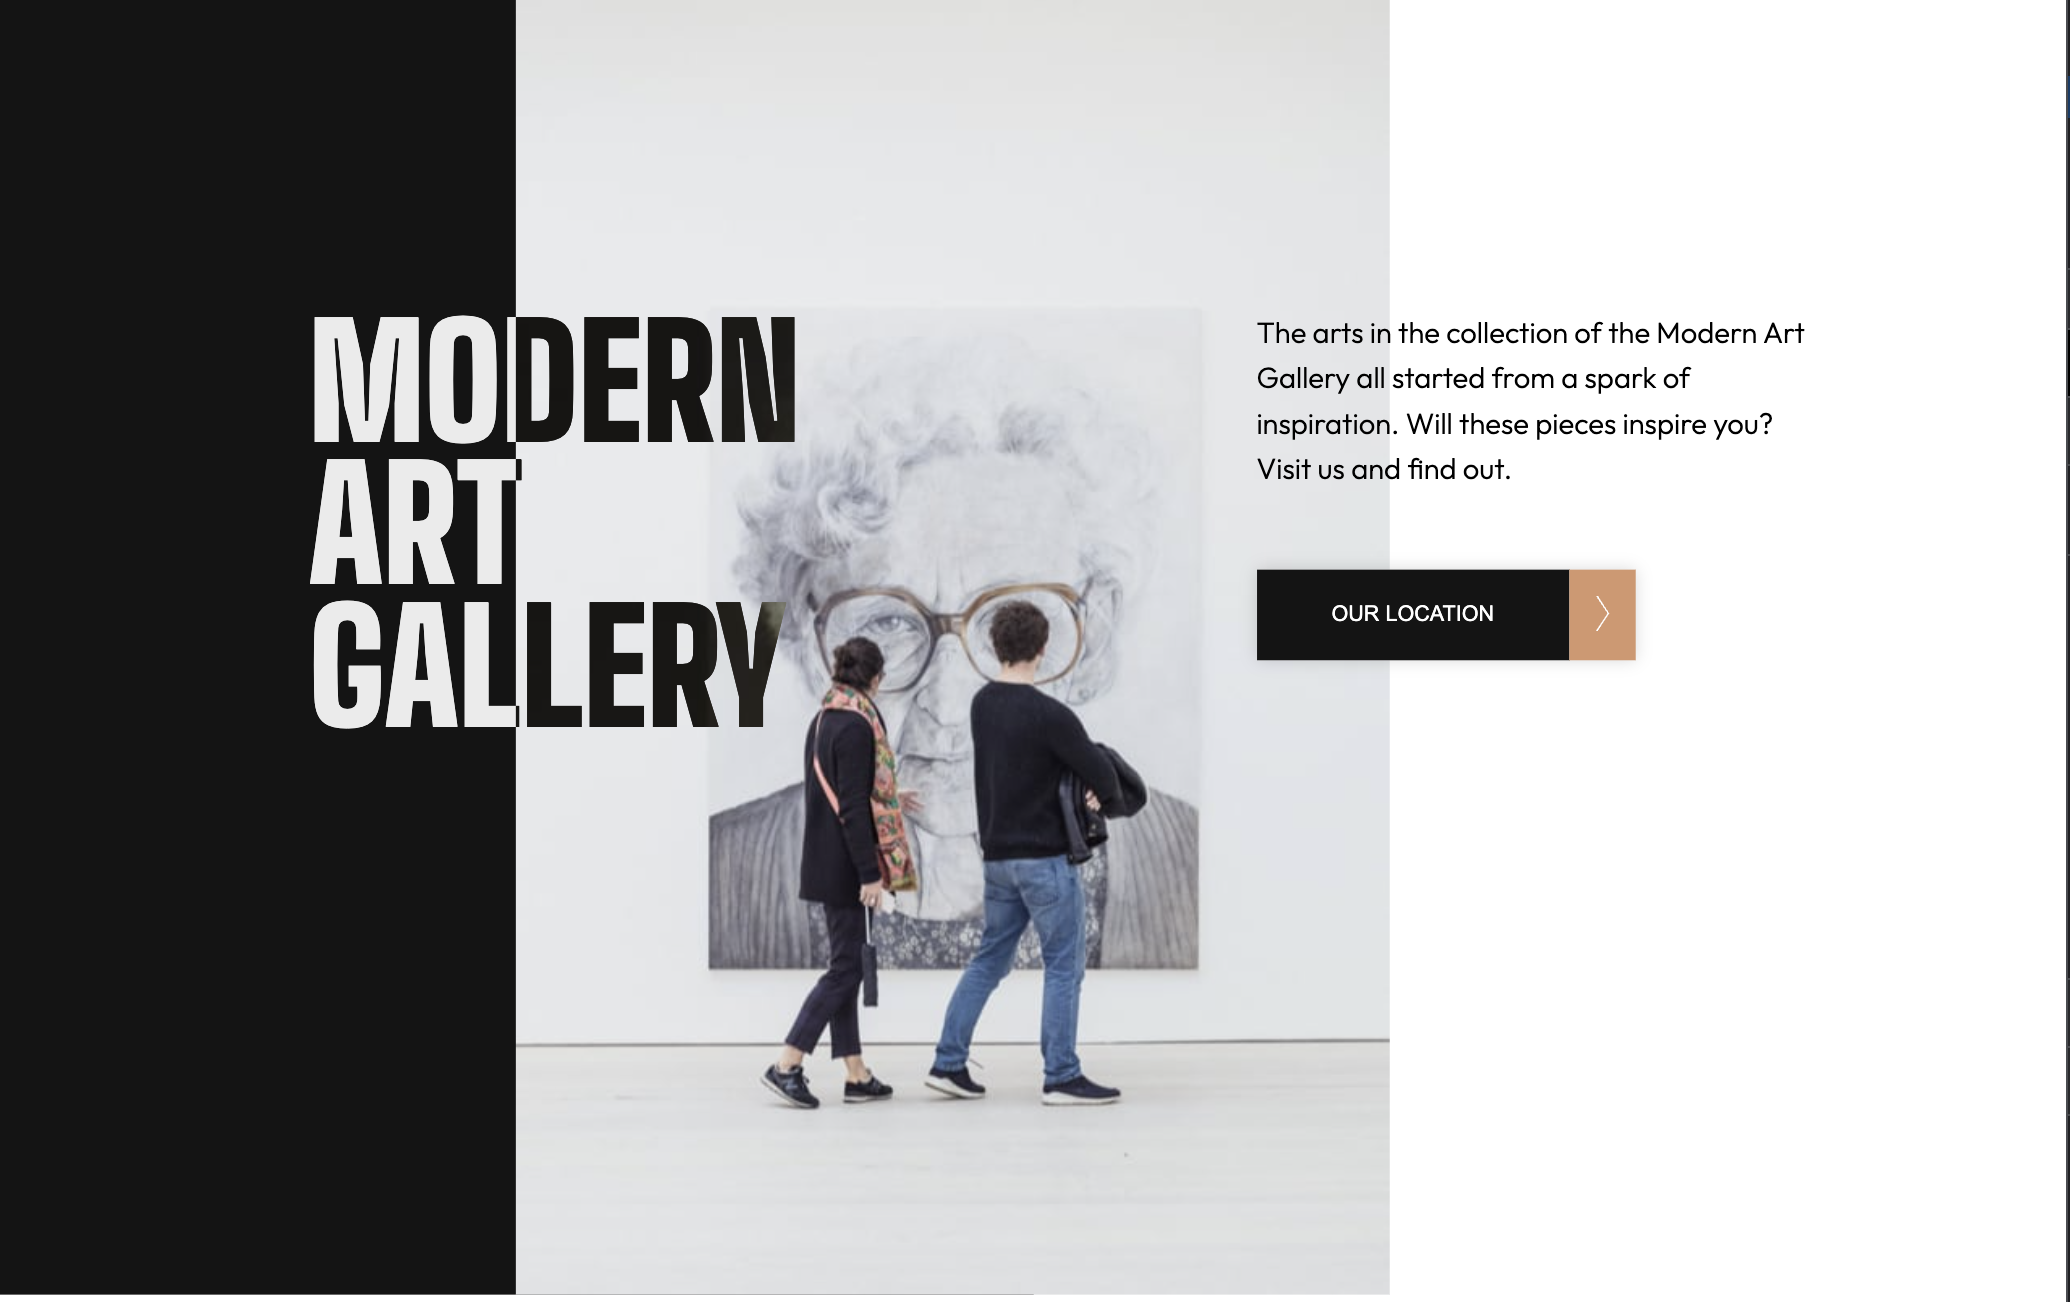 MODERN
ART
GALLERY
The arts in the collection of the Modern Art
Gallery all started from a spark of
inspiration. Will these pieces inspire you?
Visit us and find out.
OUR LOCATION